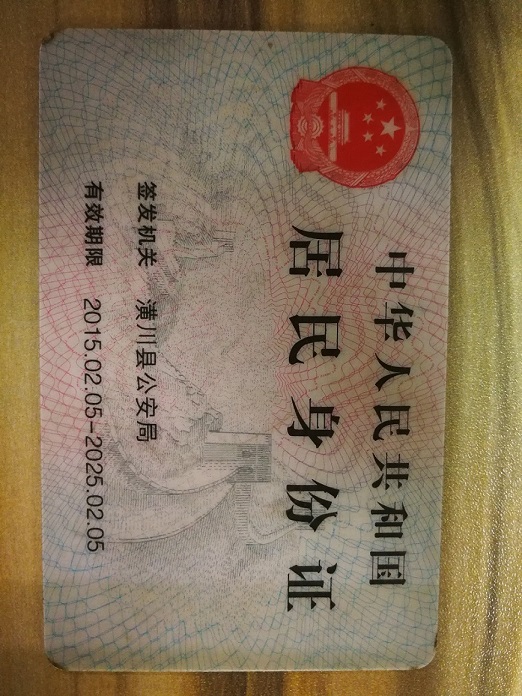 中华人民共和国
居民身份证
签发机关 潢川县公安局
有效期限 2015.02.05-2025.02.05